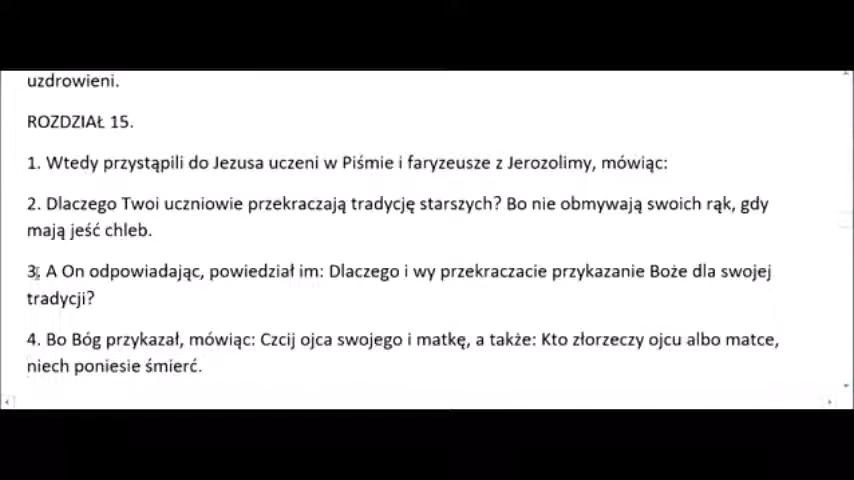 uzdrowieni.
ROZDZIAŁ 15.
1. Wtedy przystąpili do Jezusa uczeni w Piśmie i faryzeusze z Jerozolimy, mówiąc:
2. Dlaczego Twoi uczniowie przekraczają tradycję starszych? Bo nie obmywają swoich rąk, gdy
mają jeść chleb.
3. A On odpowiadając, powiedział im: Dlaczego i wy przekraczacie przykazanie Boże dla swojej
tradycji?
4. Bo Bóg przykazał, mówiąc: Czcij ojca swojego i matkę, a także: Kto złorzeczy ojcu albo matce,
niech poniesie śmierć.